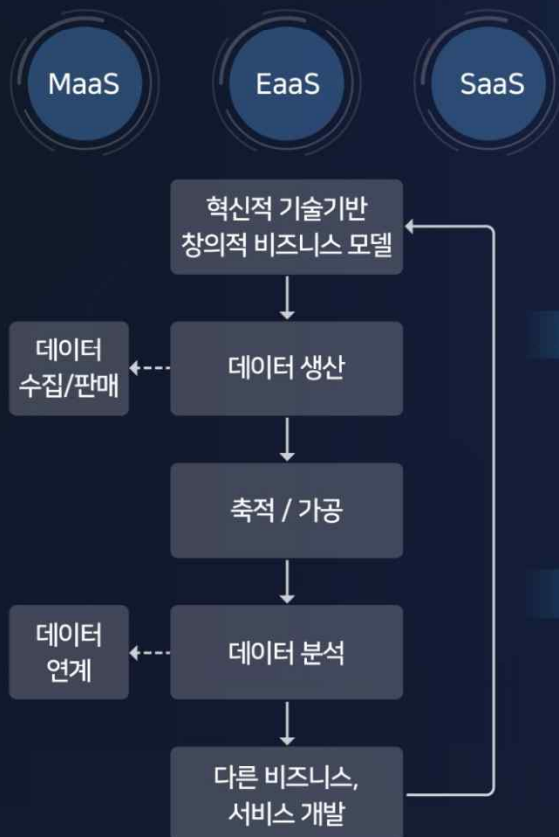 MaaS
EaaS
SaaS
혁신적 기술기반
창의적 비즈니스 모델
데이터
수집/판매
데이터 생산
축적 / 가공
데이터
연계
데이터 분석
다른 비즈니스,
서비스 개발